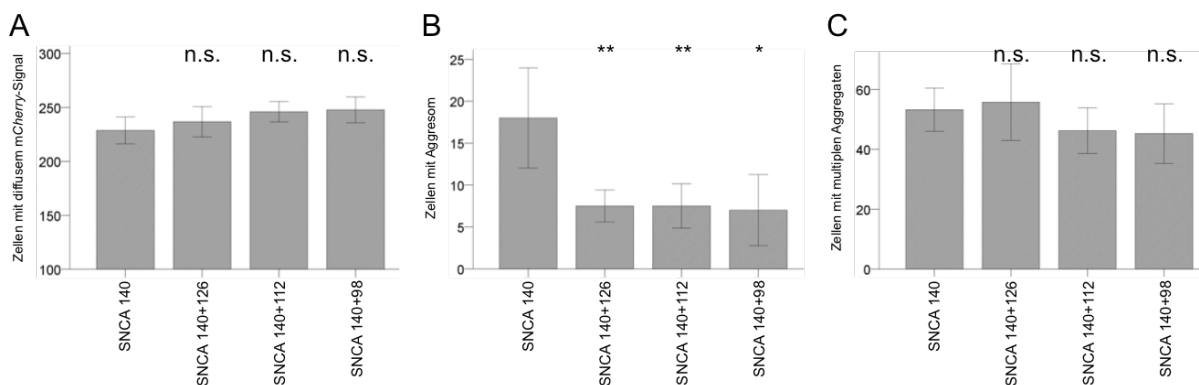 A
Zellen mit diffusem mCherry-Signal
300
250
200
150
100
n.s.
n.s.
n.s.
SNCA 140
SNCA 140+126
SNCA 140+112
SNCA 140+98
B
Zellen mit Aggresom
25
20
15
10
5
0
**
**
*
SNCA 140
SNCA 140+126
SNCA 140+112
SNCA 140+98
C
Zellen mit multiplen Aggregaten
60
40
20
0
n.s.
n.s.
n.s.
SNCA 140
SNCA 140+126
SNCA 140+112
SNCA 140+98